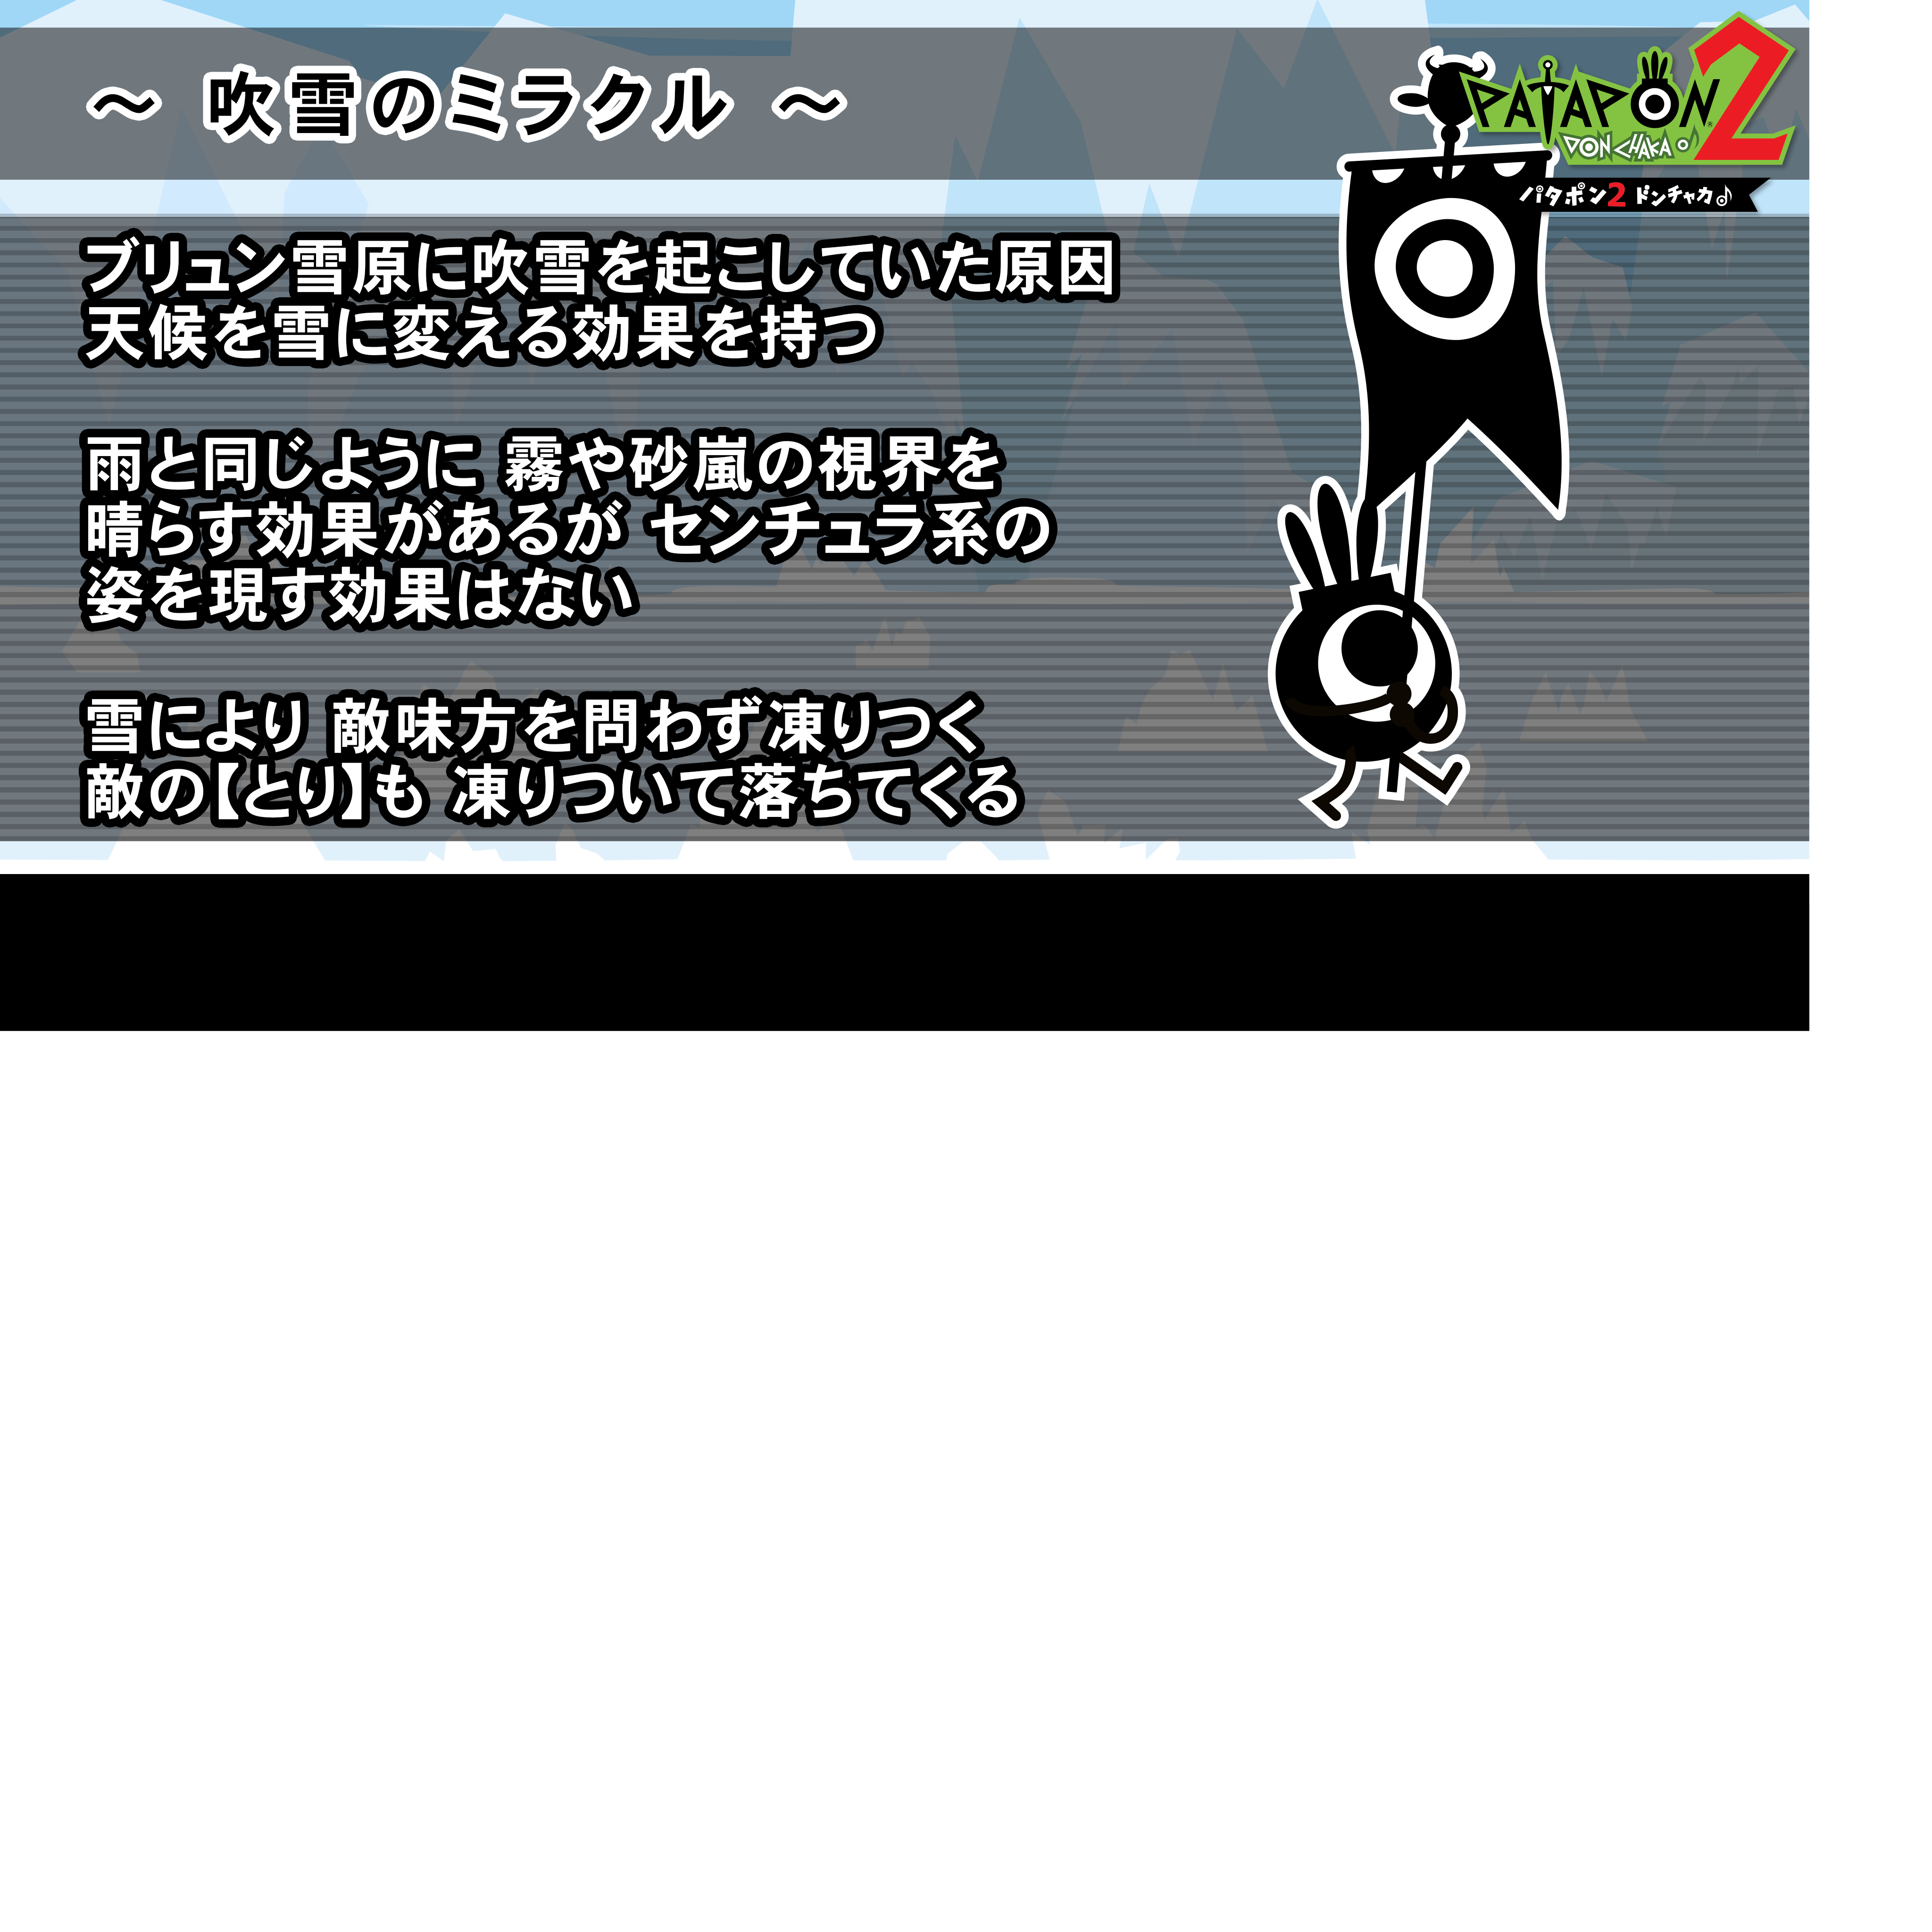 ～ 吹雪のミラクル ～
PATAPON2
DON CHAKA♪
パタポン2 ドンチャカ♪
ブリュン雪原に吹雪を起こしていた原因
天候を雪に変える効果を持つ
雨と同じように 霧や砂嵐の視界を
晴らす効果があるが センチュラ系の
姿を現す効果はない
雪により 敵味方を問わず凍りつく
敵の【とり】も 凍りついて落ちてくる